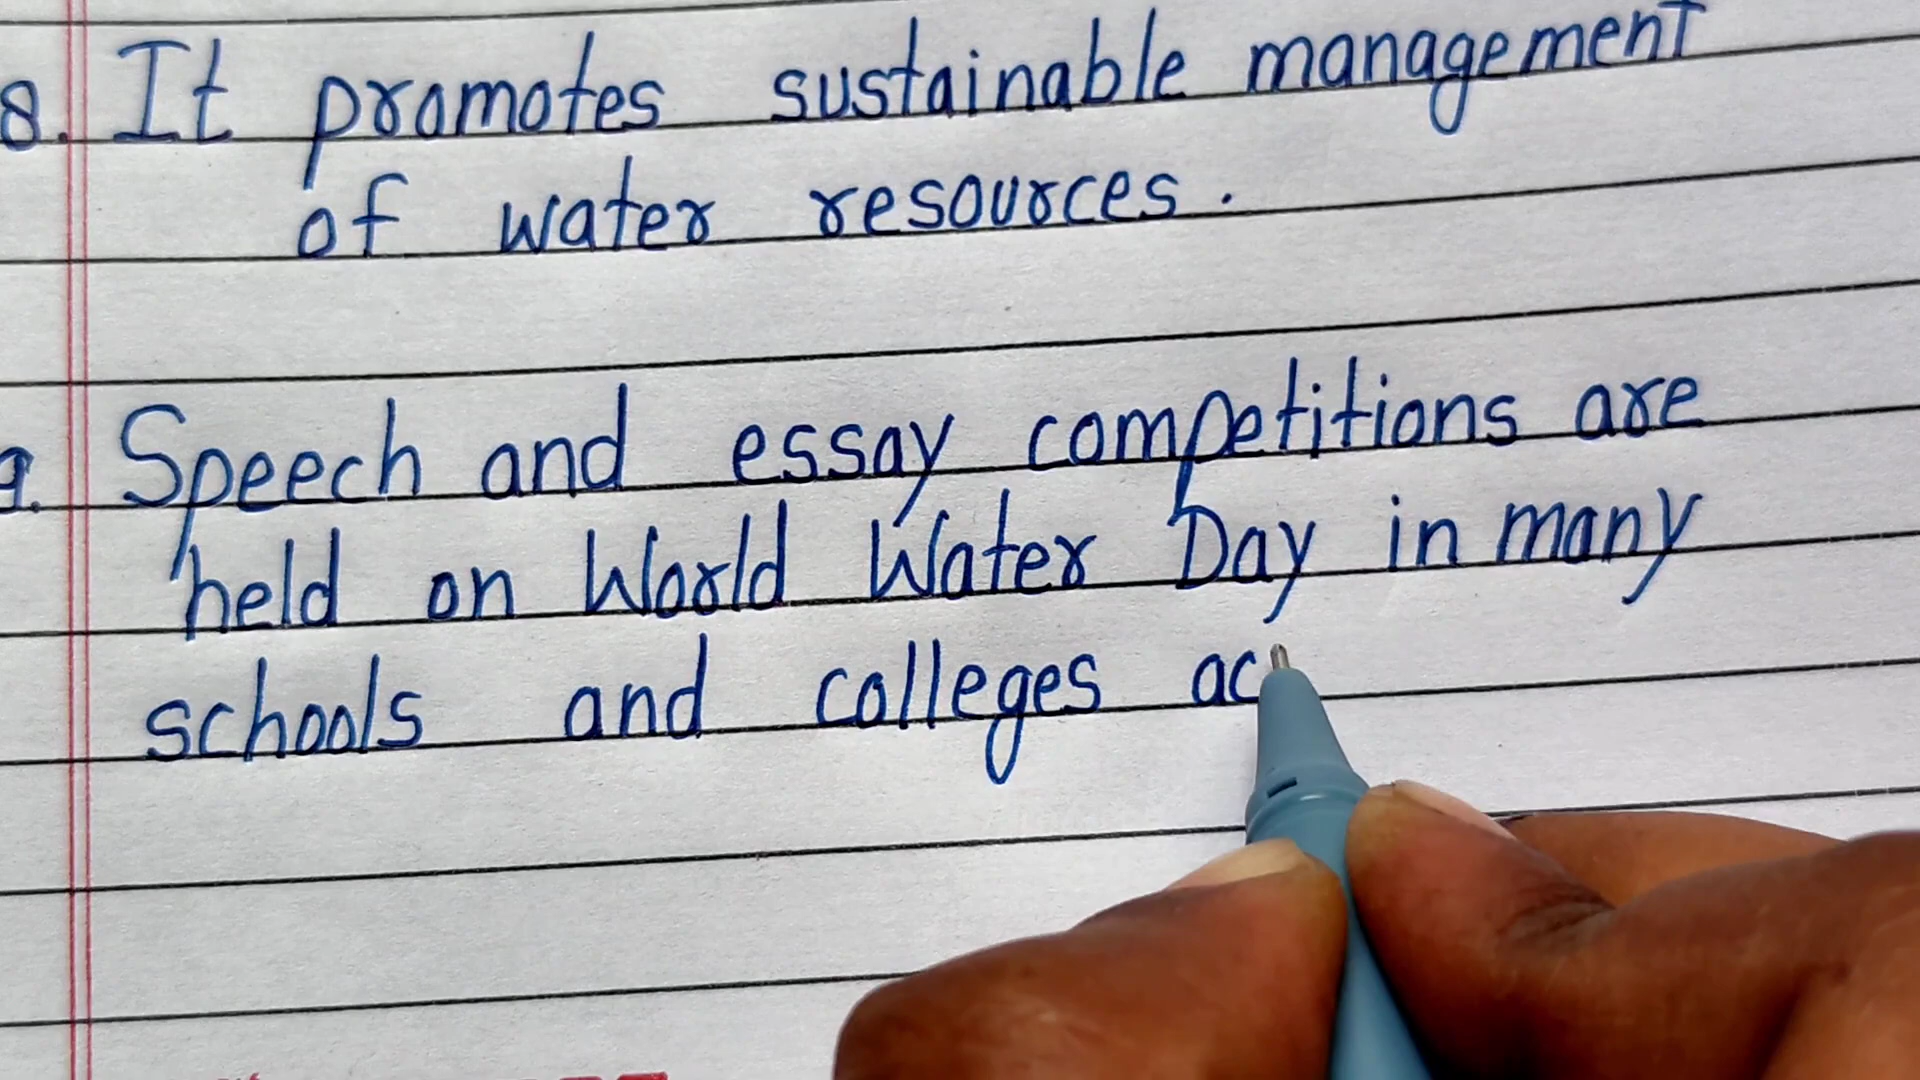 8. It promotes sustainable management
of water resources.
9. Speech and essay competitions are
held on World Water Day in many
schools and colleges ac